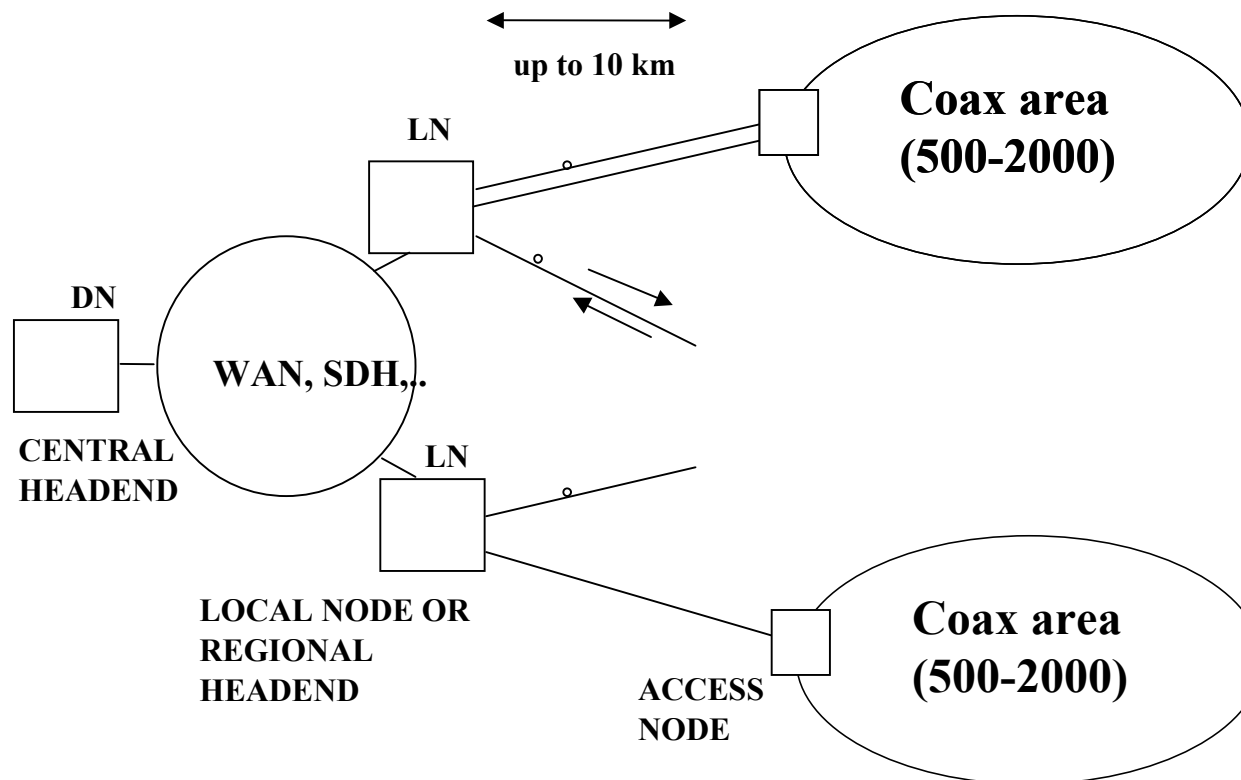 up to 10 km
Coax area
(500-2000)
LN
DN
WAN, SDH,..
CENTRAL
HEADEND
LN
LOCAL NODE OR
REGIONAL
HEADEND
ACCESS
NODE
Coax area
(500-2000)